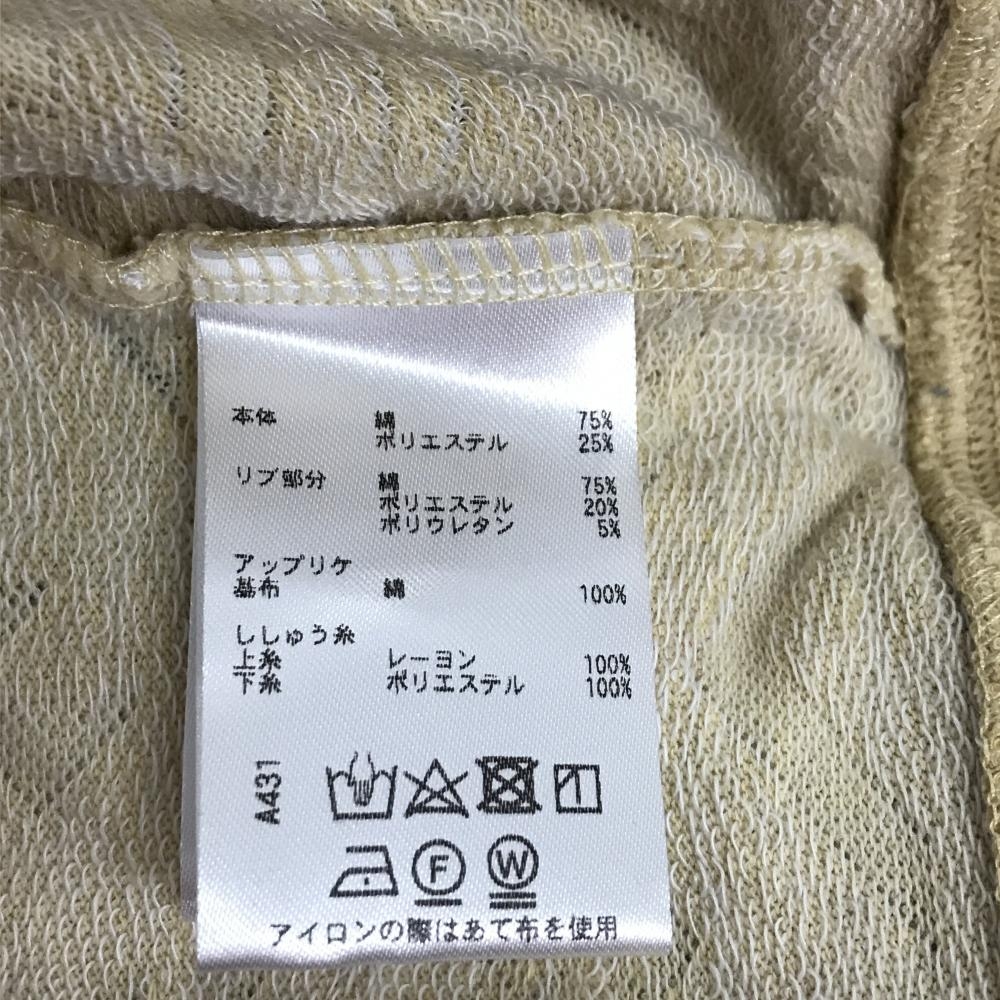 本体 綿 75%
ポリエステル 25%
リブ部分 綿 75%
ポリエステル 20%
ポリウレタン 5%
アップリケ
基布 綿 100%
ししゅう糸
上糸 レーヨン 100%
下糸 ポリエステル 100%
A431
F W
アイロンの際はあて布を使用